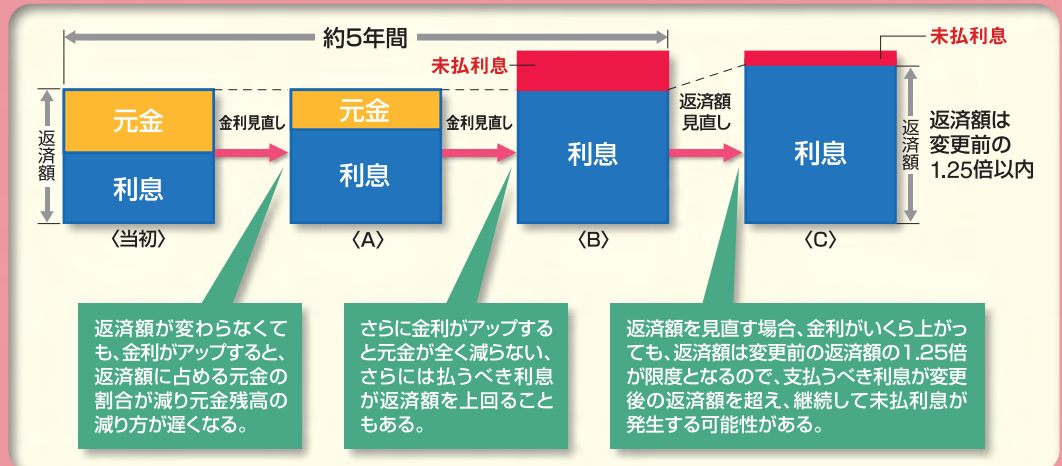 約5年間
未払利息
未払利息
返済額
元金
利息
金利見直し
元金
利息
金利見直し
利息
返済額
見直し
利息
返済額
返済額は
変更前の
1.25倍以内
〈当初〉
〈A〉
〈B〉
〈C〉
返済額が変わらなくて
も、金利がアップすると、
返済額に占める元金の
割合が減り元金残高の
減り方が遅くなる。
さらに金利がアップする
と元金が全く減らない、
さらには払うべき利息
が返済額を上回ること
もある。
返済額を見直す場合、金利がいくら上がっ
ても、返済額は変更前の返済額の1.25倍
が限度となるので、支払うべき利息が変更
後の返済額を超え、継続して未払利息が
発生する可能性がある。